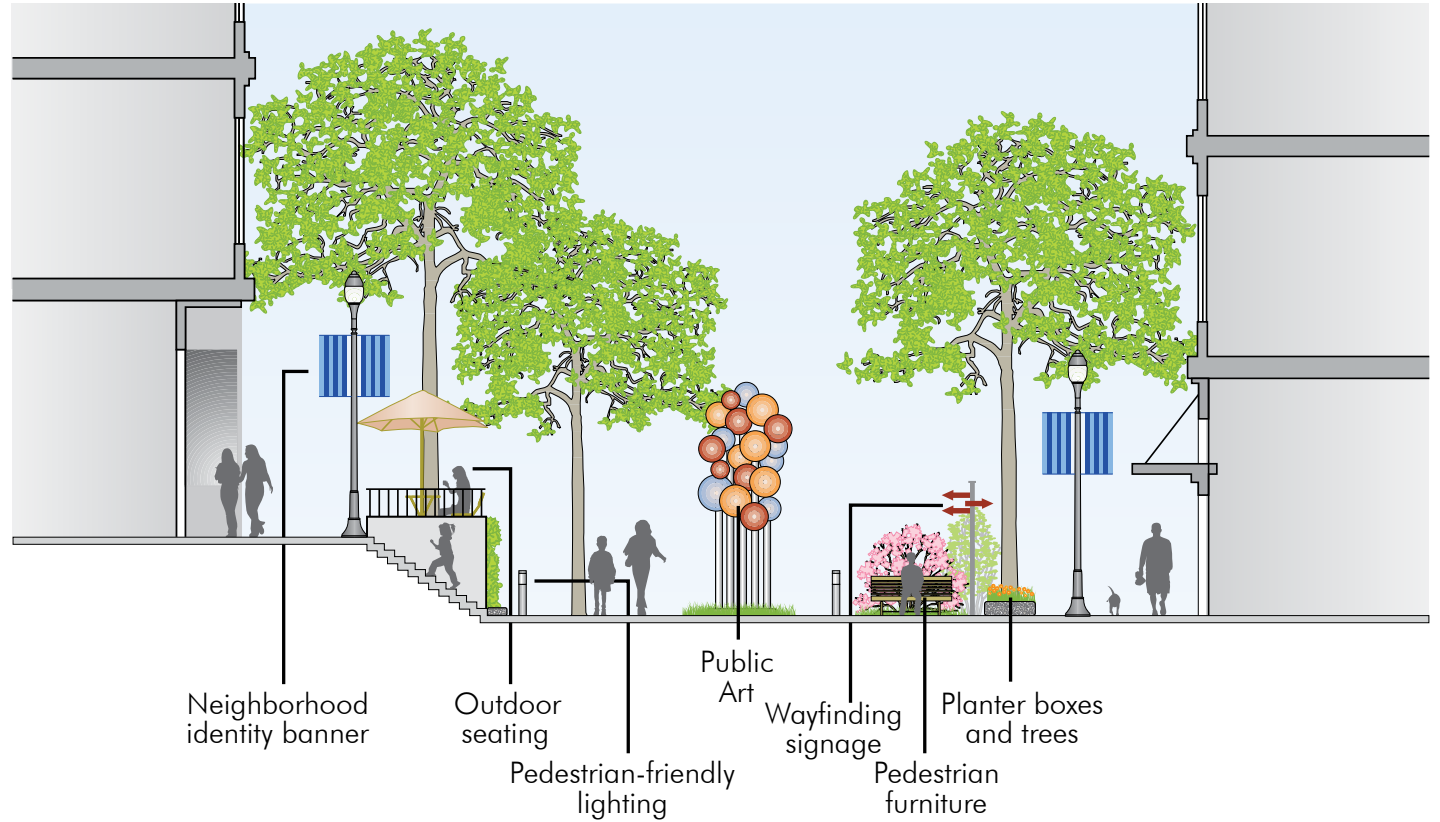 Neighborhood
identity banner
Outdoor
seating
Pedestrian-friendly
lighting
Public
Art
Wayfinding
signage
Pedestrian
furniture
Planter boxes
and trees